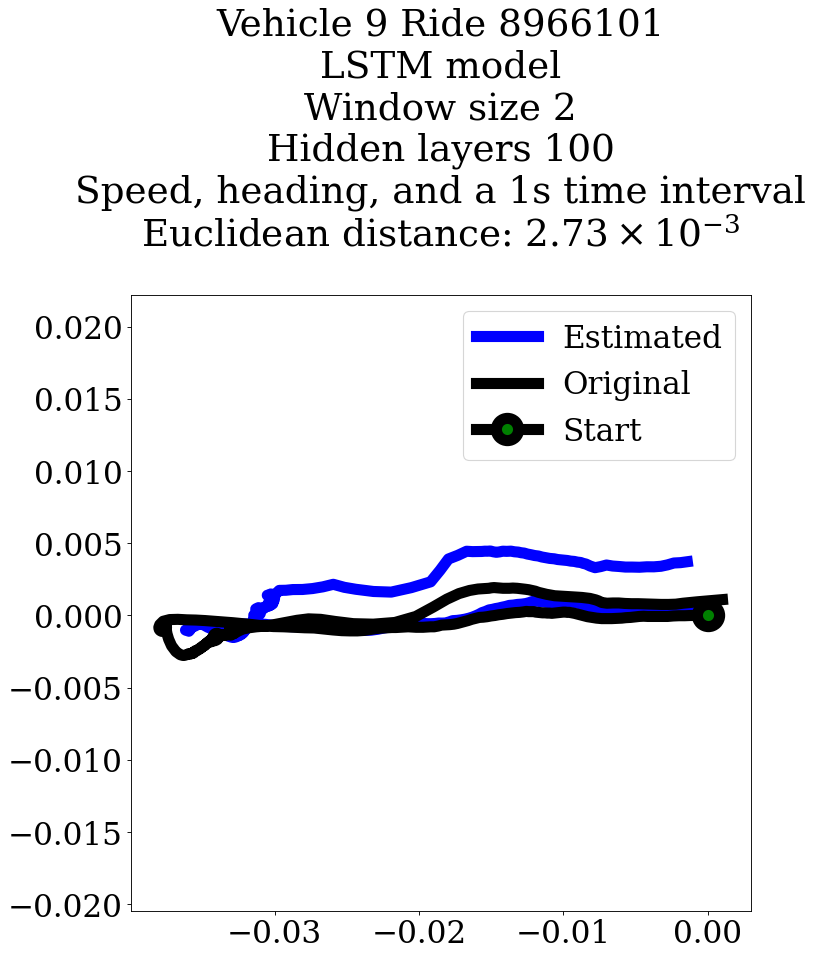 Vehicle 9 Ride 8966101
LSTM model
Window size 2
Hidden layers 100
Speed, heading, and a 1s time interval
Euclidean distance: 2.73 × 10⁻³
Estimated
Original
Start
0.020
0.015
0.010
0.005
0.000
−0.005
−0.010
−0.015
−0.020
−0.03 −0.02 −0.01 0.00